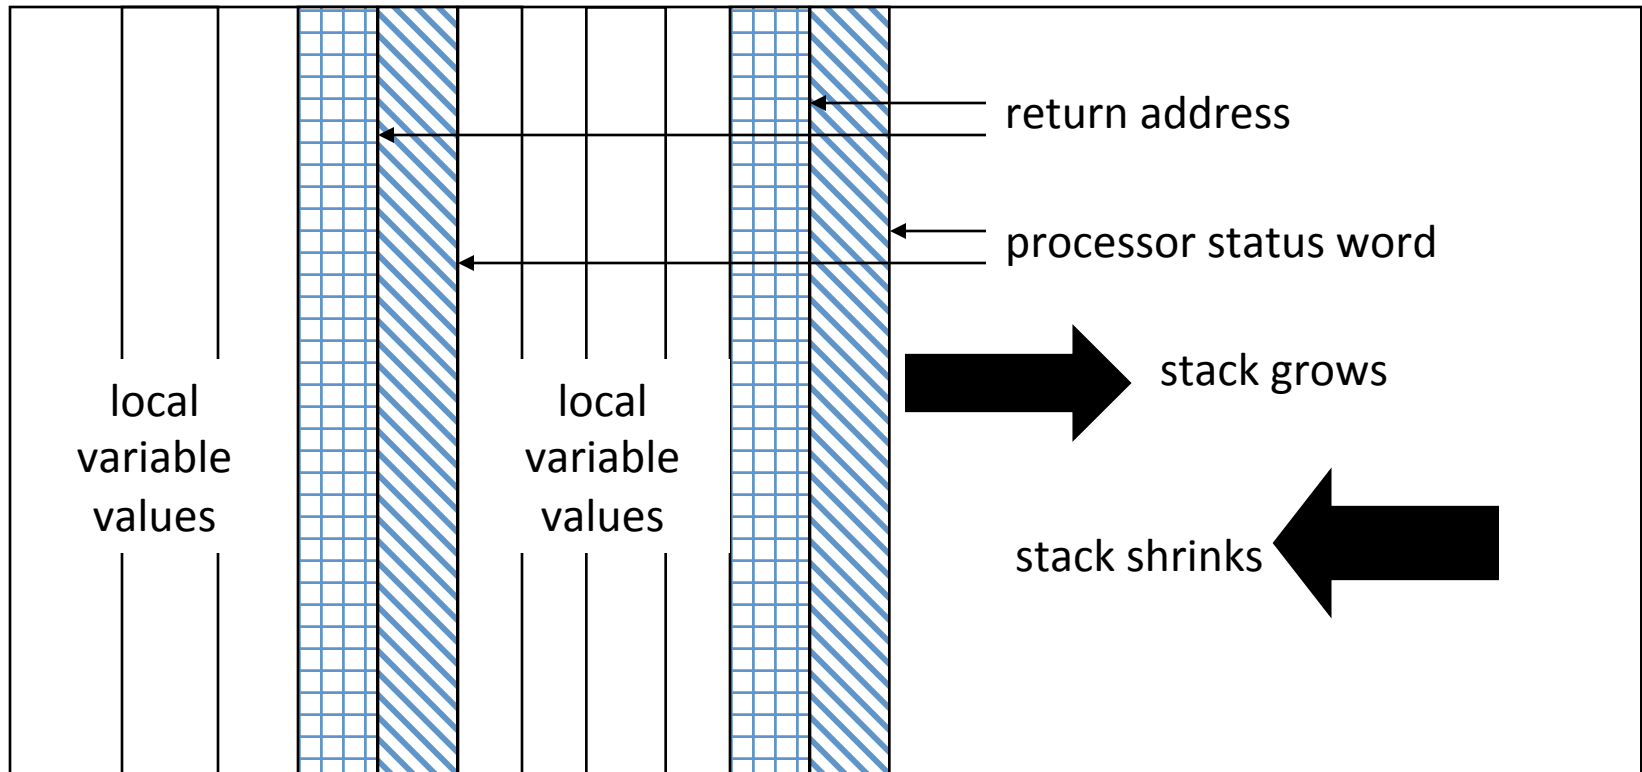 return address
processor status word
stack grows
local
variable
values
local
variable
values
stack shrinks